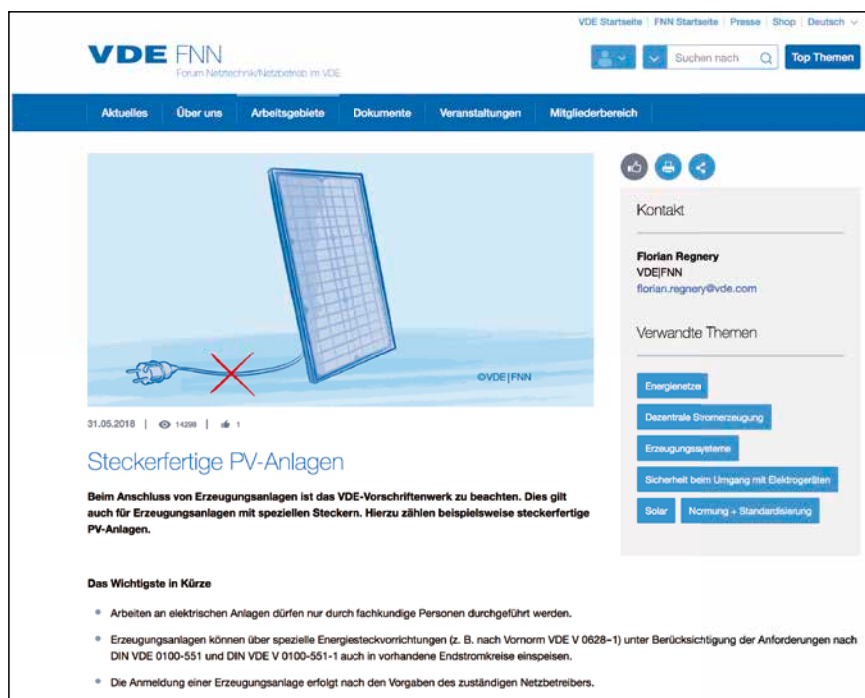 VDE Startseite | FNN Startseite | Presse | Shop | Deutsch
VDE FNN
Forum Netztechnik/Netzbetrieb im VDE
Suchen nach
Top Themen
Aktuelles Über uns Arbeitsgebiete Dokumente Veranstaltungen Mitgliederbereich
©VDE|FNN
31.05.2018 | 14298 | 1
Steckerfertige PV-Anlagen
Beim Anschluss von Erzeugungsanlagen ist das VDE-Vorschriftenwerk zu beachten. Dies gilt
auch für Erzeugungsanlagen mit speziellen Steckern. Hierzu zählen beispielsweise steckerfertige
PV-Anlagen.
Das Wichtigste in Kürze
Arbeiten an elektrischen Anlagen dürfen nur durch fachkundige Personen durchgeführt werden.
Erzeugungsanlagen können über spezielle Energiesteckvorrichtungen (z. B. nach Vornorm VDE V 0628-1) unter Berücksichtigung der Anforderungen nach
DIN VDE 0100-551 und DIN VDE V 0100-551-1 auch in vorhandene Endstromkreise einspeisen.
Die Anmeldung einer Erzeugungsanlage erfolgt nach den Vorgaben des zuständigen Netzbetreibers.
Kontakt
Florian Regnery
VDE|FNN
florian.regnery@vde.com
Verwandte Themen
Energienetze
Dezentrale Stromerzeugung
Erzeugungssysteme
Sicherheit beim Umgang mit Elektrogeräten
Solar
Normung + Standardisierung